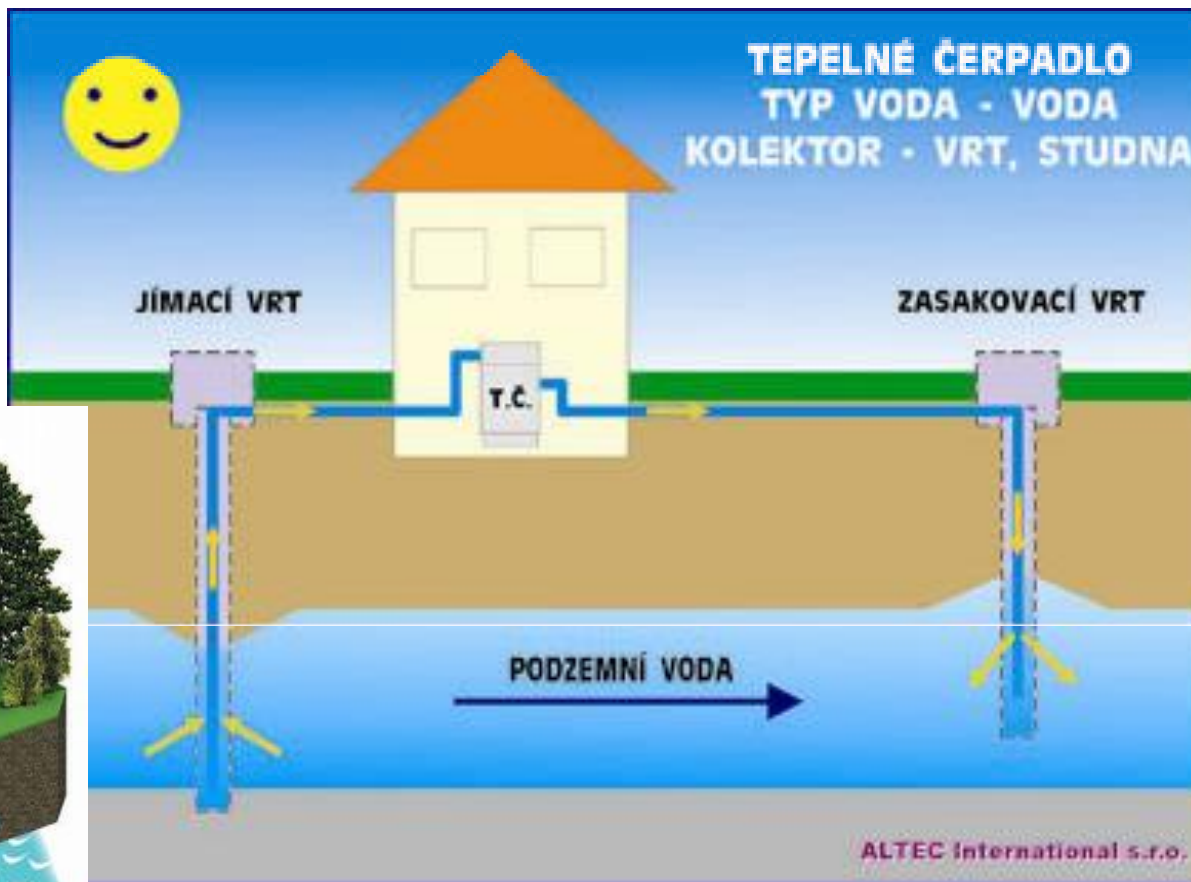 TEPELNÉ ČERPADLO
TYP VODA - VODA
KOLEKTOR - VRT, STUDNA
JÍMACÍ VRT
ZASAKOVACÍ VRT
T.Č.
PODZEMNÍ VODA
ALTEC International s.r.o.